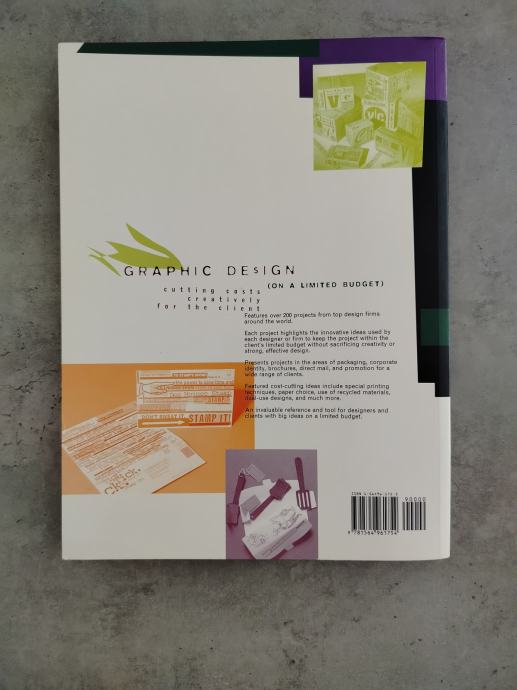 GRAPHIC DESIGN
(ON A LIMITED BUDGET)
cutting costs
creatively
for the client
Features over 200 projects from top design firms
around the world.
Each project highlights the innovative ideas used by
each designer or firm to keep the project within the
client's limited budget without sacrificing creativity or
strong, effective design.
Presents projects in the areas of packaging, corporate
identity, brochures, direct mail, and promotion for a
wide range of clients.
Featured cost-cutting ideas include special printing
techniques, paper choice, use of recycled materials,
dual-use designs, and much more.
An invaluable reference and tool for designers and
clients with big ideas on a limited budget.
STAMP IT!
click.
ISBN
90000
9 781564 961754